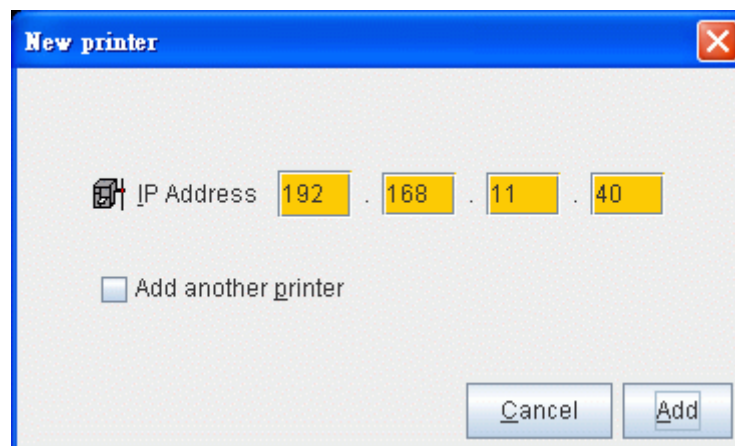 New printer
IP Address 192 . 168 . 11 . 40
Add another printer
Cancel Add